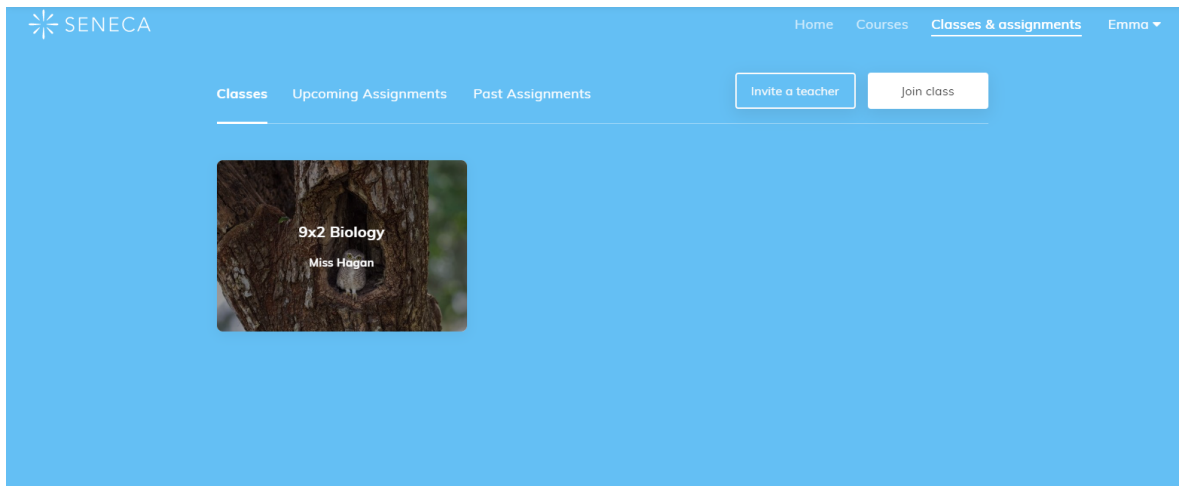 SENECA
Home Courses Classes & assignments Emma
Classes Upcoming Assignments Past Assignments Invite a teacher Join class
9x2 Biology
Miss Hagan